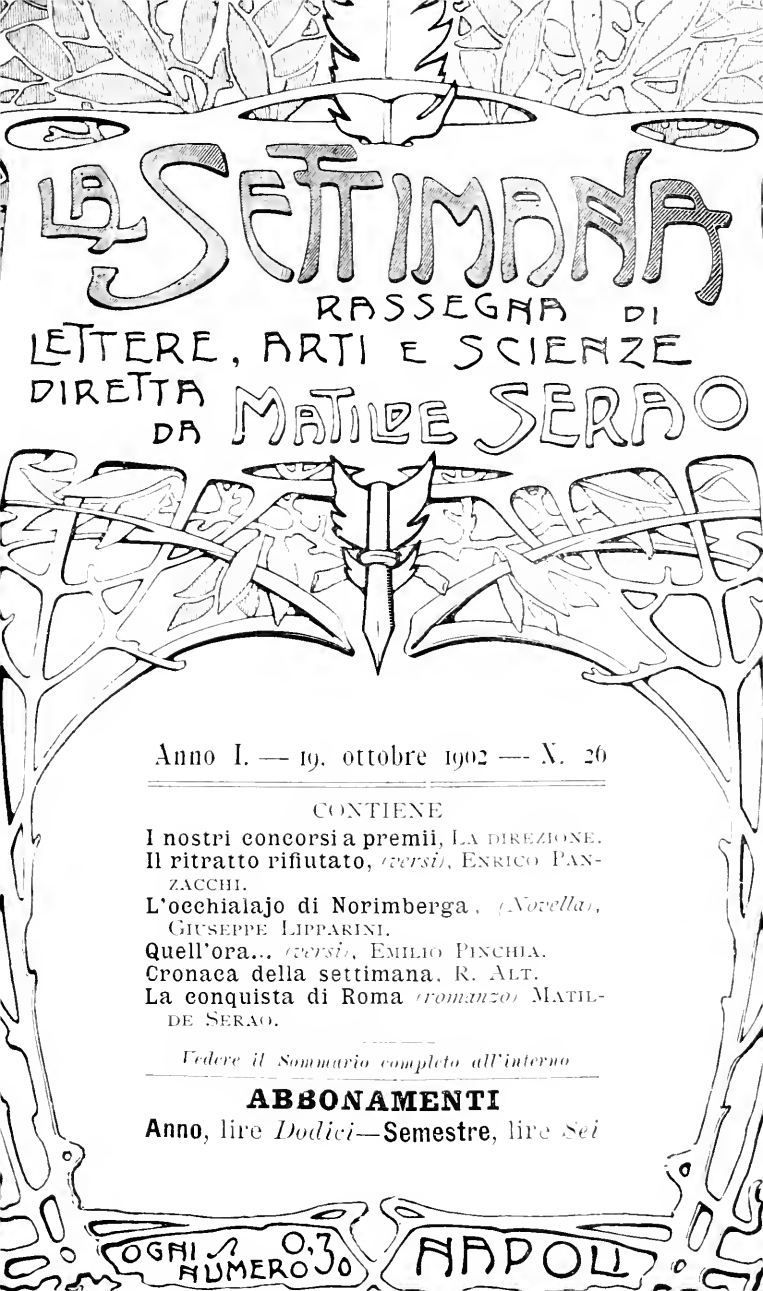 LA SETTIMANA
RASSEGNA DI
LETTERE, ARTI E SCIENZE
DIRETTA
DA MATILDE SERAO
Anno I. — 19. ottobre 1902 — N. 26
CONTIENE
I nostri concorsi a premii, LA DIREZIONE.
Il ritratto rifiutato, (versi), ENRICO PAN-
ZACCHI.
L'occhialajo di Norimberga, (Novella),
GIUSEPPE LIPPARINI.
Quell'ora... (versi), EMILIO PINCHIA.
Cronaca della settimana, R. ALT.
La conquista di Roma (romanzo) MATIL-
DE SERAO.
Vedere il Sommario completo all'interno
ABBONAMENTI
Anno, lire Dodici—Semestre, lire Sei
OGNI
NUMERO 0,30
NAPOLI